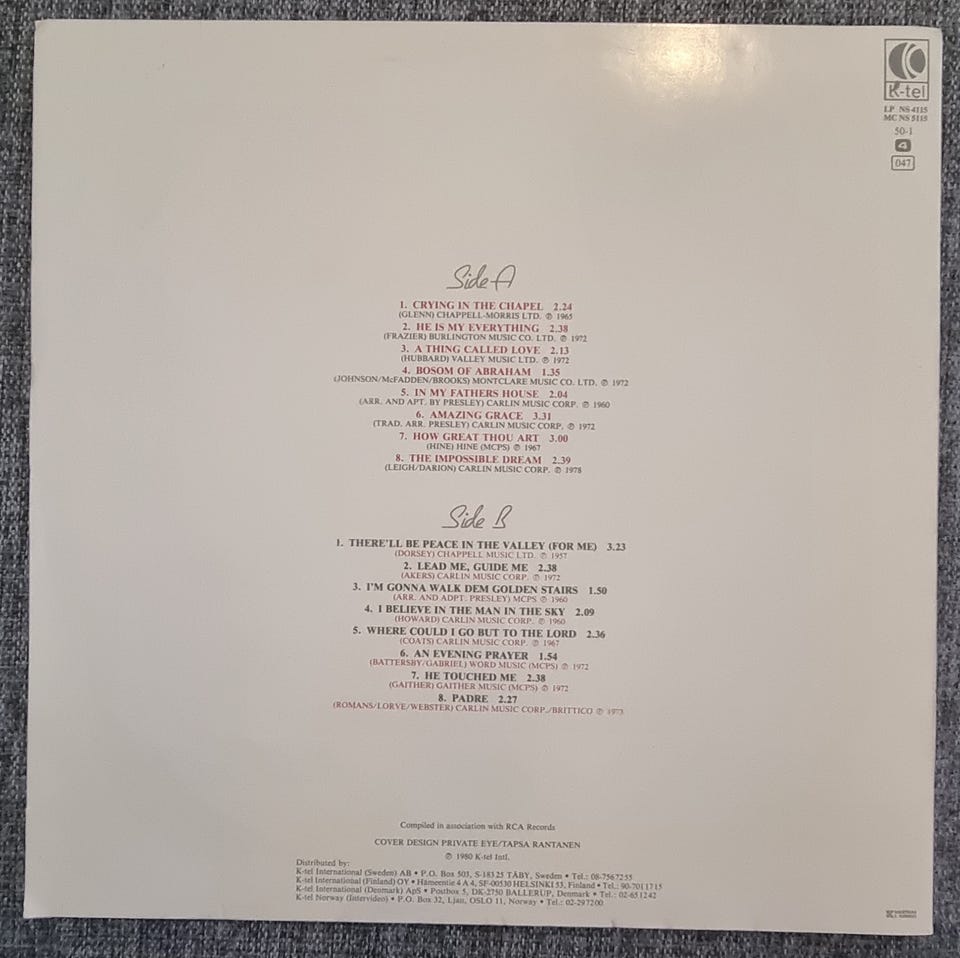 K-tel
LP NS 4115
MC NS 5115
50-1
4
047
Side A
1. CRYING IN THE CHAPEL 2.24
(GLENN) CHAPPELL-MORRIS LTD. ℗ 1965
2. HE IS MY EVERYTHING 2.38
(FRAZIER) BURLINGTON MUSIC CO. LTD. ℗ 1972
3. A THING CALLED LOVE 2.13
(HUBBARD) VALLEY MUSIC LTD. ℗ 1972
4. BOSOM OF ABRAHAM 1.35
(JOHNSON/McFADDEN/BROOKS) MONTCLARE MUSIC CO. LTD. ℗ 1972
5. IN MY FATHERS HOUSE 2.04
(ARR. AND APT. BY PRESLEY) CARLIN MUSIC CORP. ℗ 1960
6. AMAZING GRACE 3.31
(TRAD. ARR. PRESLEY) CARLIN MUSIC CORP. ℗ 1972
7. HOW GREAT THOU ART 3.00
(HINE) HINE (MCPS) ℗ 1967
8. THE IMPOSSIBLE DREAM 2.39
(LEIGH/DARION) CARLIN MUSIC CORP. ℗ 1978
Side B
1. THERE'LL BE PEACE IN THE VALLEY (FOR ME) 3.23
(DORSEY) CHAPPELL MUSIC LTD. ℗ 1957
2. LEAD ME, GUIDE ME 2.38
(AKERS) CARLIN MUSIC CORP. ℗ 1972
3. I'M GONNA WALK DEM GOLDEN STAIRS 1.50
(ARR. AND ADPT. PRESLEY) MCPS ℗ 1960
4. I BELIEVE IN THE MAN IN THE SKY 2.09
(HOWARD) CARLIN MUSIC CORP. ℗ 1960
5. WHERE COULD I GO BUT TO THE LORD 2.36
(COATS) CARLIN MUSIC CORP. ℗ 1967
6. AN EVENING PRAYER 1.54
(BATTERSBY/GABRIEL) WORD MUSIC (MCPS) ℗ 1972
7. HE TOUCHED ME 2.38
(GAITHER) GAITHER MUSIC (MCPS) ℗ 1972
8. PADRE 2.27
(ROMANS/LORVE/WEBSTER) CARLIN MUSIC CORP./BRITTICO ℗ 1973
Compiled in association with RCA Records
COVER DESIGN PRIVATE EYE/TAPSA RANTANEN
℗ 1980 K-tel Intl.
Distributed by:
K-tel International (Sweden) AB • P.O. Box 503, S-183 25 TÄBY, Sweden • Tel.: 08-7567255
K-tel International (Finland) OY • Hämeentie 4 A 4, SF-00530 HELSINKI 53, Finland • Tel.: 90-7011715
K-tel International (Denmark) ApS • Postbox 5, DK-2750 BALLERUP, Denmark • Tel.: 02-651242
K-tel Norway (Intervideo) • P.O. Box 32, Ljan, OSLO 11, Norway • Tel.: 02-297200